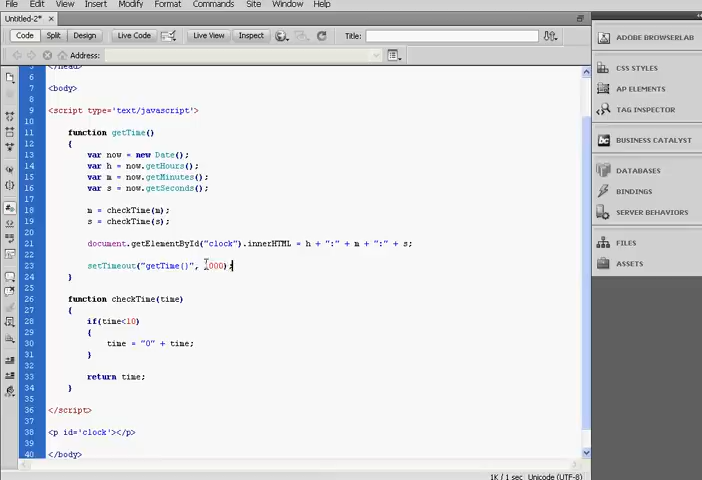 File Edit View Insert Modify Format Commands Site Window Help
Untitled-2*
Code Split Design Live Code Live View Inspect Title:
Address:
5 </head>
6
7 <body>
8
9 <script type='text/javascript'>
10
11 function getTime()
12 {
13 var now = new Date();
14 var h = now.getHours();
15 var m = now.getMinutes();
16 var s = now.getSeconds();
17
18 m = checkTime(m);
19 s = checkTime(s);
20
21 document.getElementById("clock").innerHTML = h + ":" + m + ":" + s;
22
23 setTimeout("getTime()", 1000);
24 }
25
26 function checkTime(time)
27 {
28 if(time<10)
29 {
30 time = "0" + time;
31 }
32
33 return time;
34 }
35
36 </script>
37
38 <p id='clock'></p>
39
40 </body>
1K / 1 sec Unicode (UTF-8)
ADOBE BROWSERLAB
CSS STYLES
AP ELEMENTS
TAG INSPECTOR
BUSINESS CATALYST
DATABASES
BINDINGS
SERVER BEHAVIORS
FILES
ASSETS